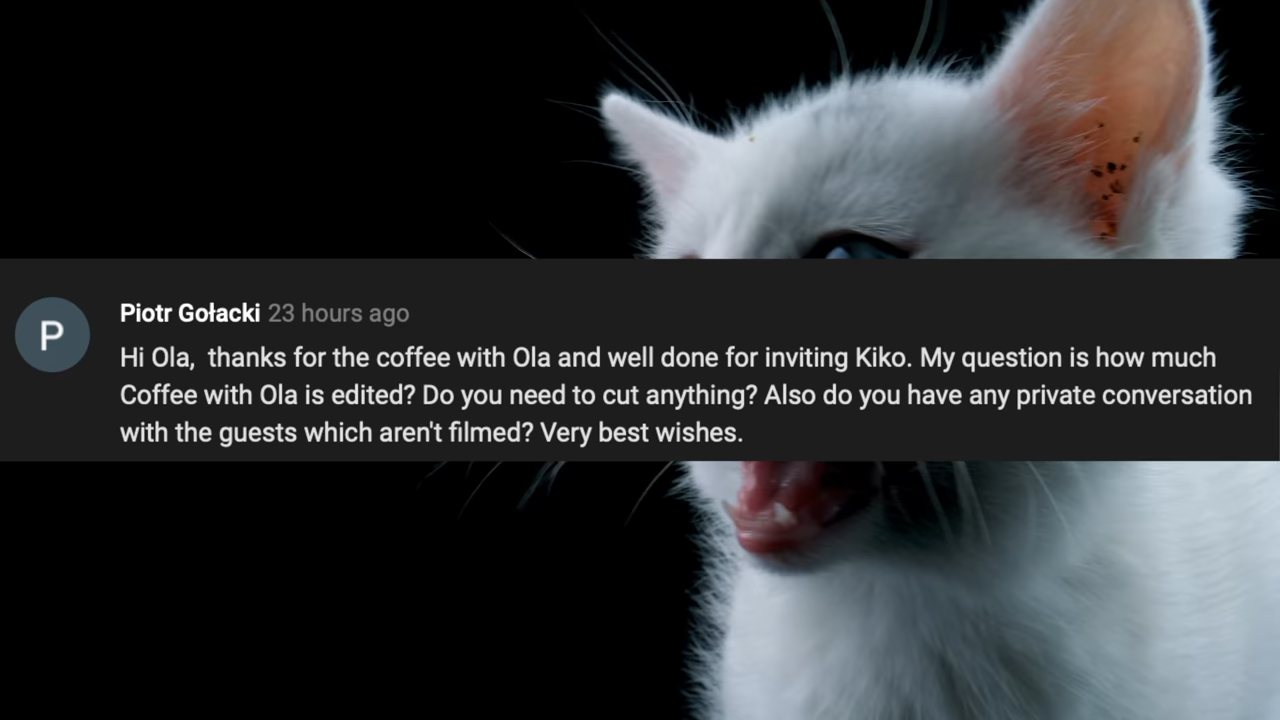 P
Piotr Gołacki 23 hours ago
Hi Ola,  thanks for the coffee with Ola and well done for inviting Kiko. My question is how much
Coffee with Ola is edited? Do you need to cut anything? Also do you have any private conversation
with the guests which aren't filmed? Very best wishes.